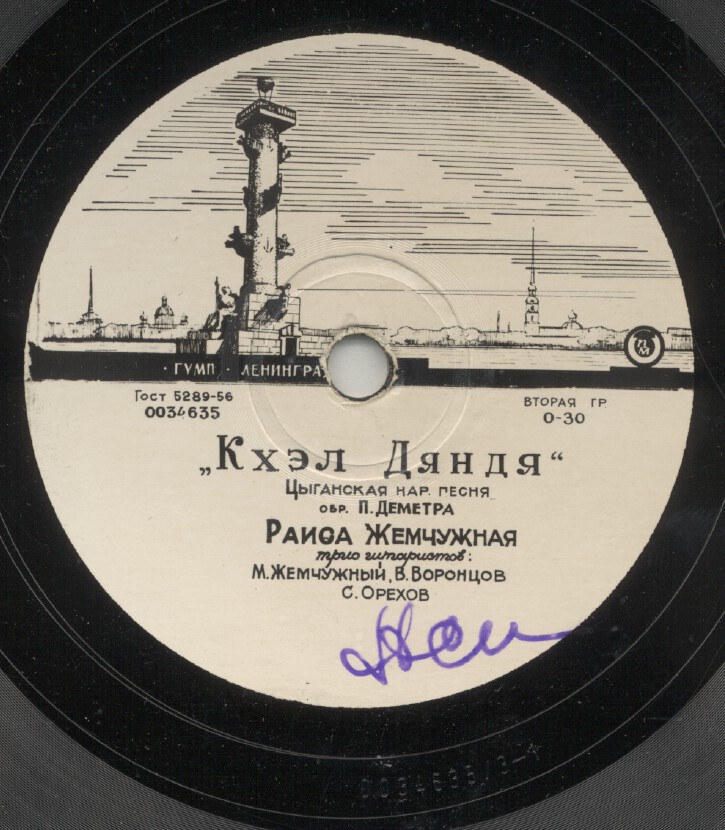 · ГУМП · ЛЕНИНГРА
ГОСТ 5289-56
0034635
ВТОРАЯ ГР.
0-30
„Кхэл Дяндя“
ЦЫГАНСКАЯ НАР. ПЕСНЯ
ОБР. П. ДЕМЕТРА
РАИСА ЖЕМЧУЖНАЯ
трио гитаристов:
М. ЖЕМЧУЖНЫЙ, В. ВОРОНЦОВ
С. ОРЕХОВ